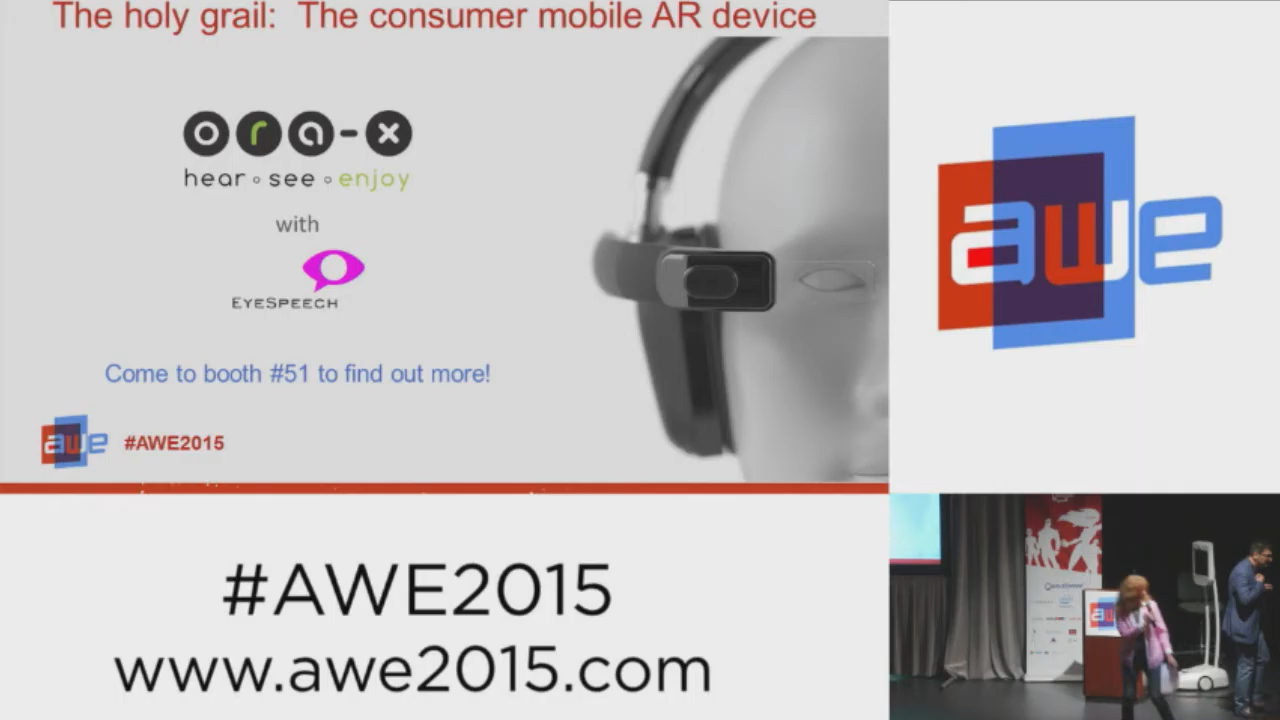 The holy grail: The consumer mobile AR device
ora-x
hear◦see◦enjoy
with
EYESPEECH
Come to booth #51 to find out more!
awe #AWE2015
awe
#AWE2015
www.awe2015.com
awe